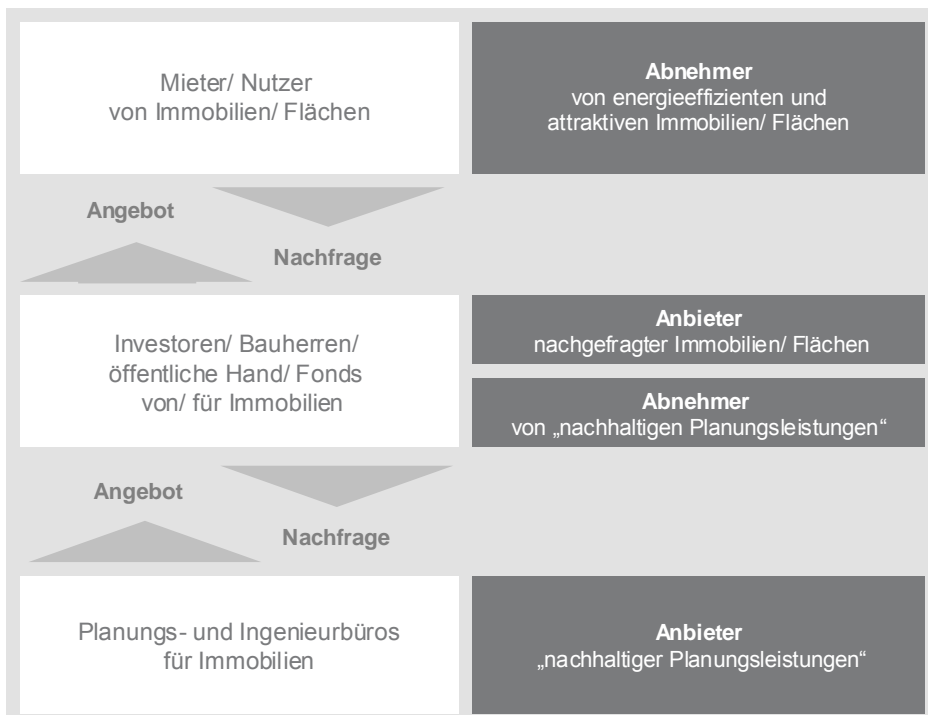 Mieter/ Nutzer
von Immobilien/ Flächen
Abnehmer
von energieeffizienten und
attraktiven Immobilien/ Flächen
Angebot
Nachfrage
Investoren/ Bauherren/
öffentliche Hand/ Fonds
von/ für Immobilien
Anbieter
nachgefragter Immobilien/ Flächen
Abnehmer
von „nachhaltigen Planungsleistungen“
Angebot
Nachfrage
Planungs- und Ingenieurbüros
für Immobilien
Anbieter
„nachhaltiger Planungsleistungen“